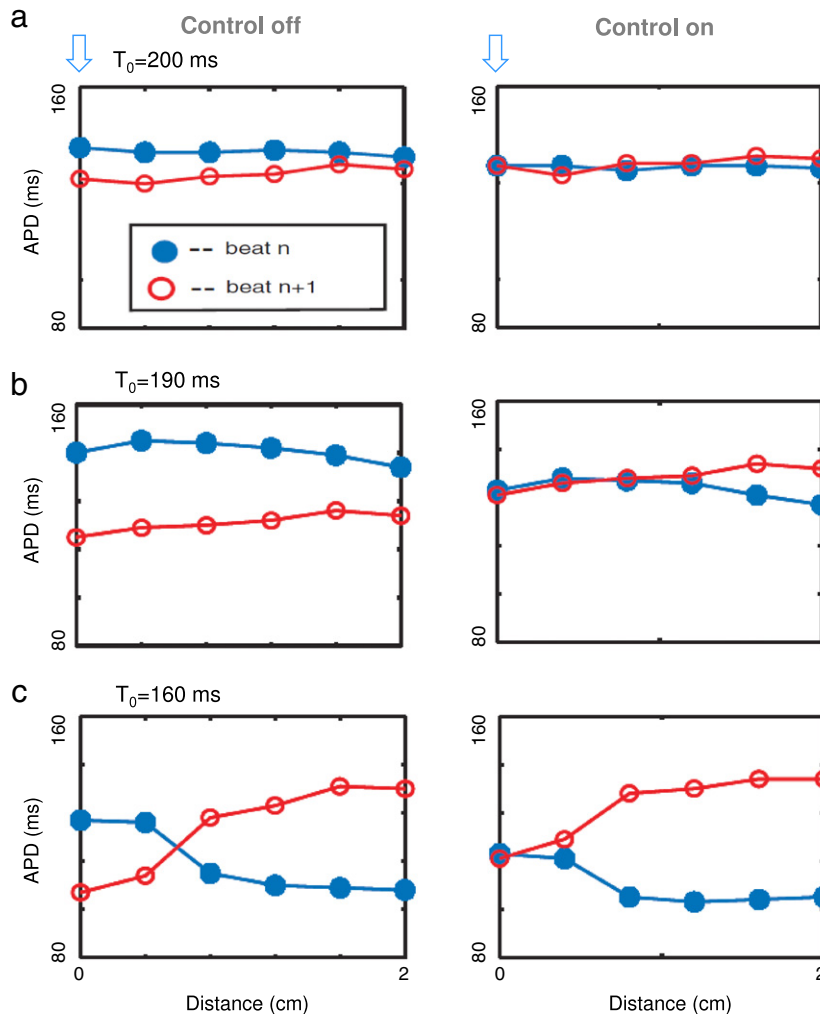 a
Control off
Control on
T0=200 ms
160
APD (ms)
80
-- beat n
-- beat n+1
160
80
b
T0=190 ms
160
APD (ms)
80
160
80
c
T0=160 ms
160
APD (ms)
80
0
2
Distance (cm)
160
80
0
2
Distance (cm)